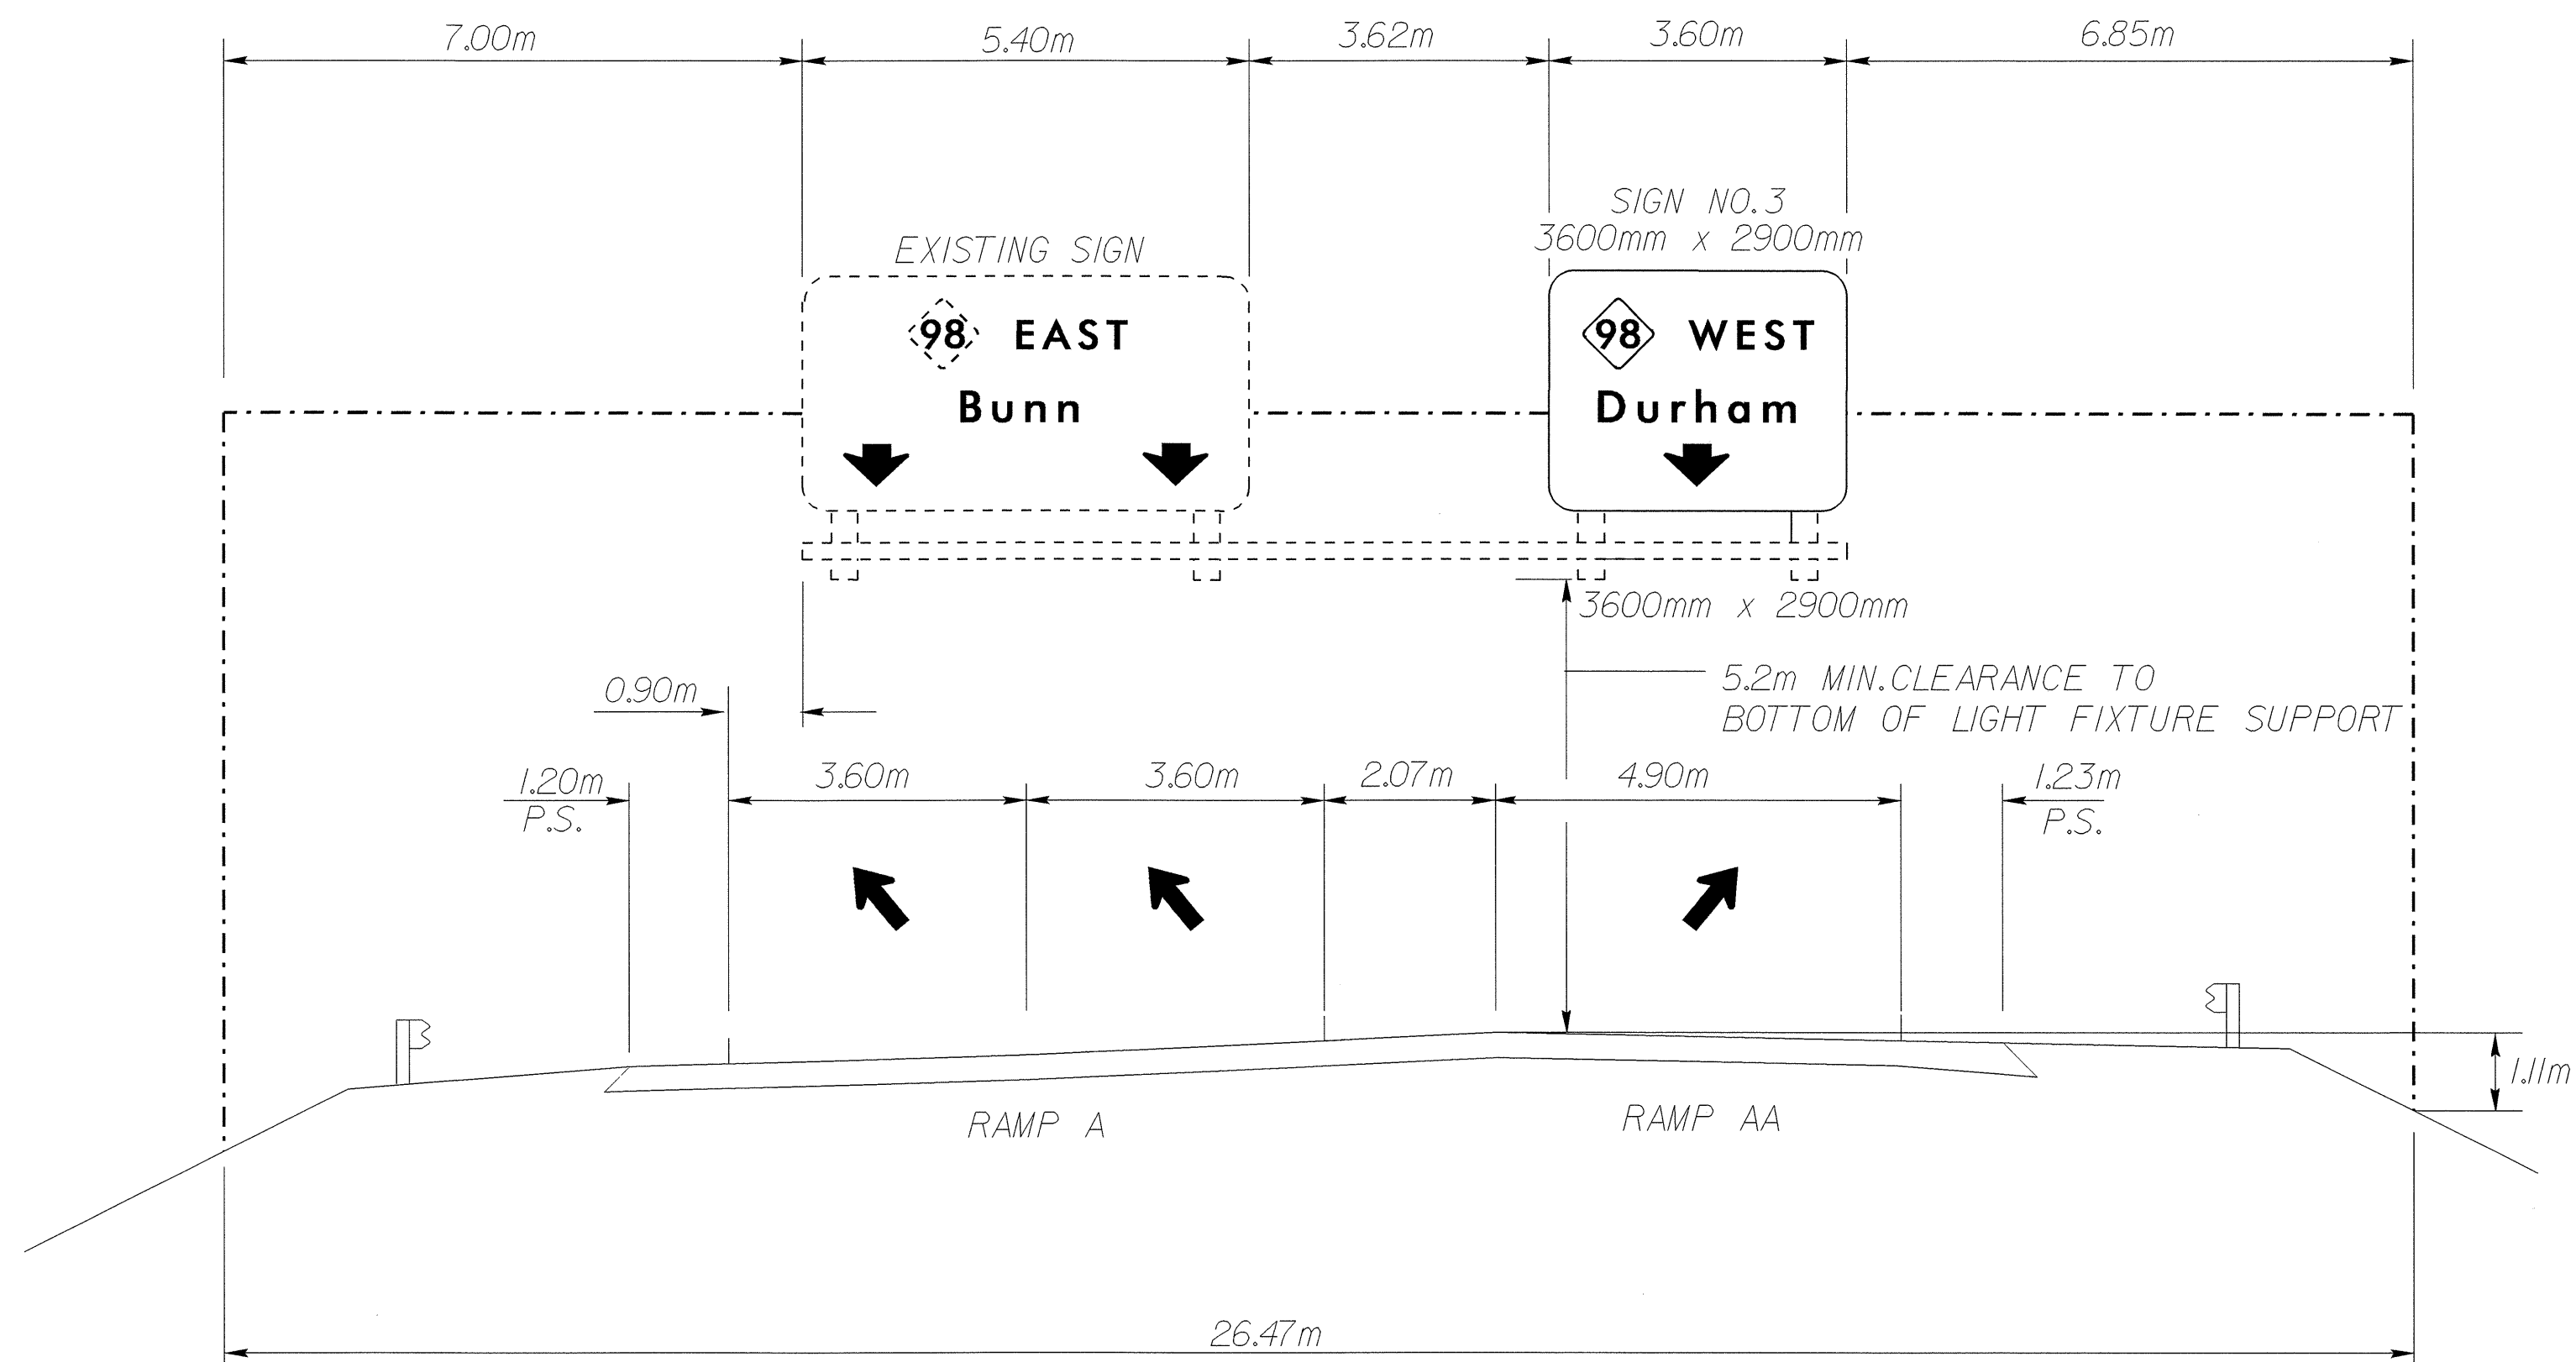 7.00m 5.40m 3.62m 3.60m 6.85m
SIGN NO.3
3600mm x 2900mm
EXISTING SIGN
98 EAST
Bunn
98 WEST
Durham
3600mm x 2900mm
5.2m MIN.CLEARANCE TO
BOTTOM OF LIGHT FIXTURE SUPPORT
0.90m
1.20m
P.S.
3.60m 3.60m 2.07m 4.90m
1.23m
P.S.
1.11m
RAMP A
RAMP AA
26.47m